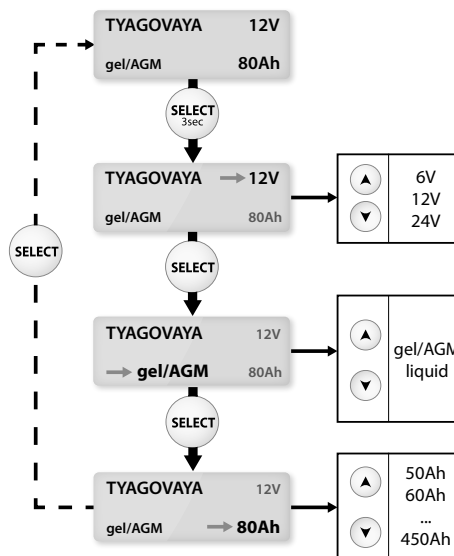 TYAGOVAYA 12V
gel/AGM 80Ah
SELECT
3sec
TYAGOVAYA 12V
gel/AGM 80Ah
6V
12V
24V
SELECT
SELECT
TYAGOVAYA 12V
gel/AGM 80Ah
gel/AGM
liquid
SELECT
TYAGOVAYA 12V
gel/AGM 80Ah
50Ah
60Ah
...
450Ah